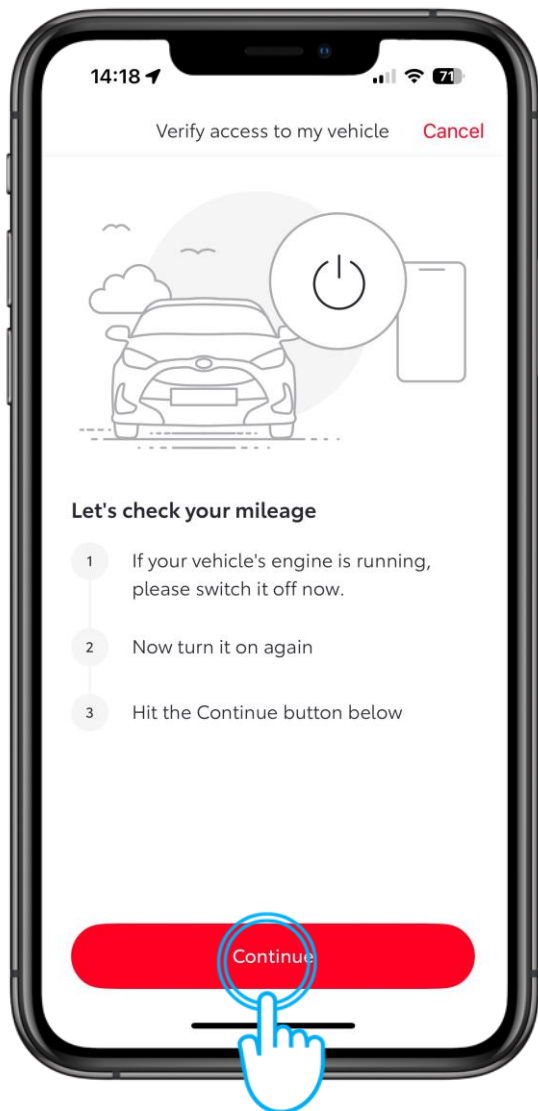 14:18
71
Verify access to my vehicle
Cancel
Let's check your mileage
1
If your vehicle's engine is running,
please switch it off now.
2
Now turn it on again
3
Hit the Continue button below
Continue